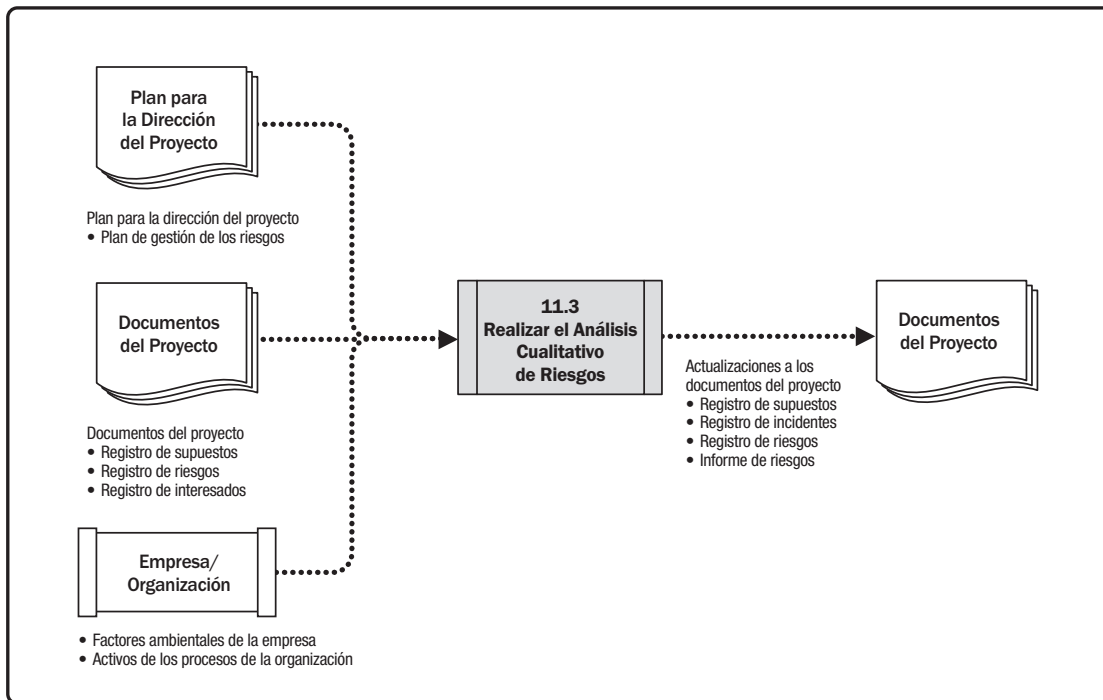 Plan para
la Dirección
del Proyecto
Plan para la dirección del proyecto
• Plan de gestión de los riesgos
Documentos
del Proyecto
Documentos del proyecto
• Registro de supuestos
• Registro de riesgos
• Registro de interesados
Empresa/
Organización
• Factores ambientales de la empresa
• Activos de los procesos de la organización
11.3
Realizar el Análisis
Cualitativo
de Riesgos
Actualizaciones a los
documentos del proyecto
• Registro de supuestos
• Registro de incidentes
• Registro de riesgos
• Informe de riesgos
Documentos
del Proyecto